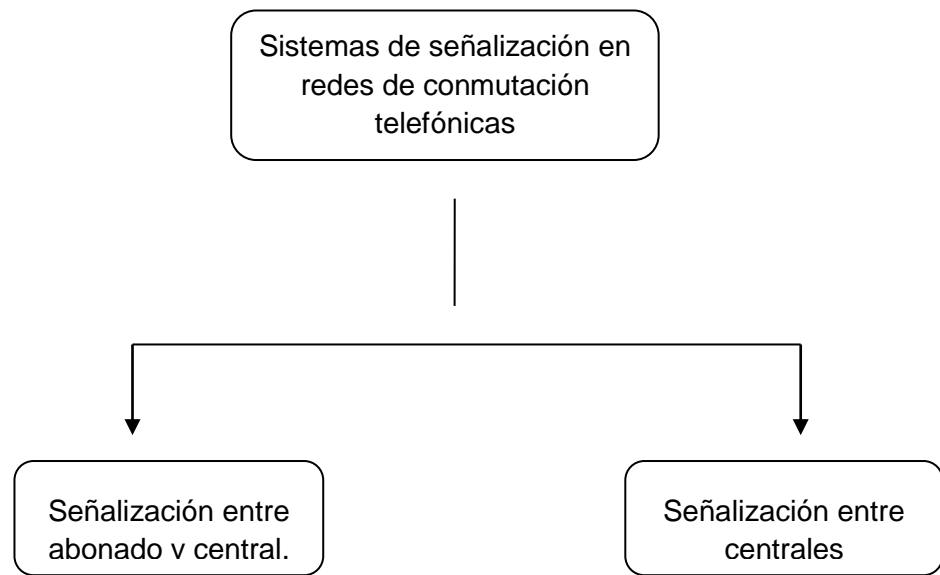 Sistemas de señalización en
redes de conmutación
telefónicas
Señalización entre
abonado y central.
Señalización entre
centrales